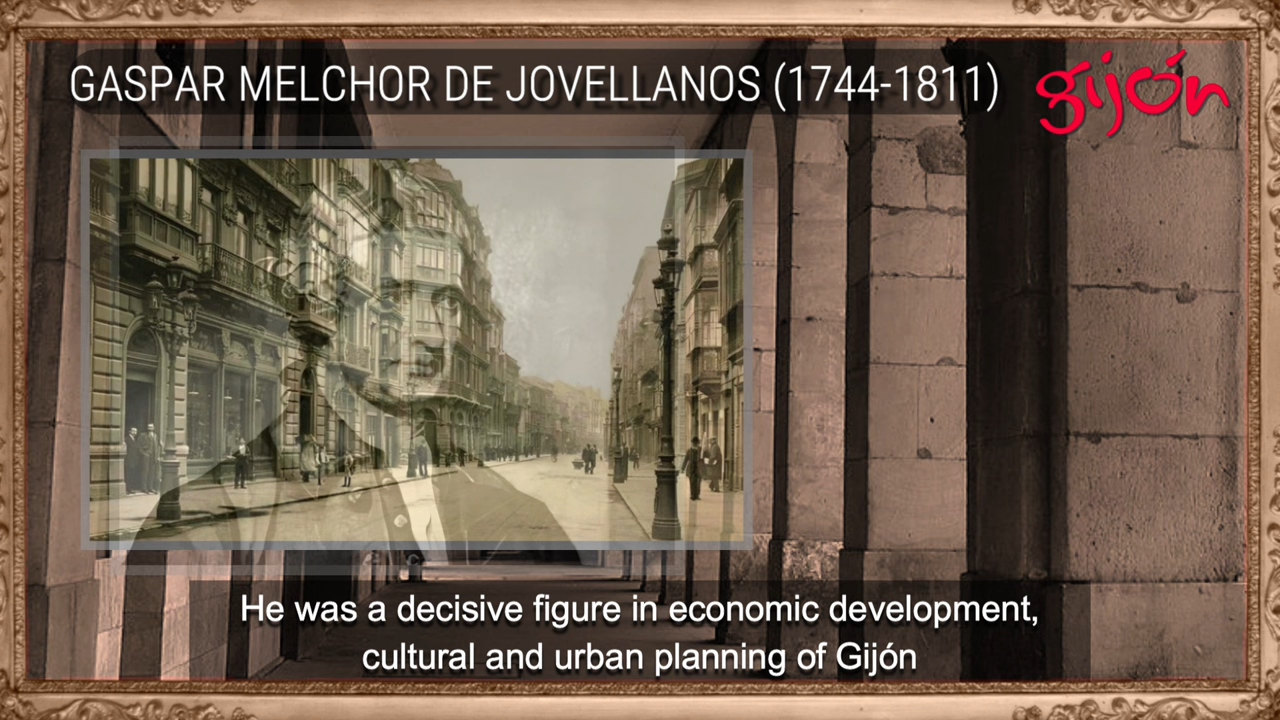 GASPAR MELCHOR DE JOVELLANOS (1744-1811)
gijón
He was a decisive figure in economic development,
cultural and urban planning of Gijón